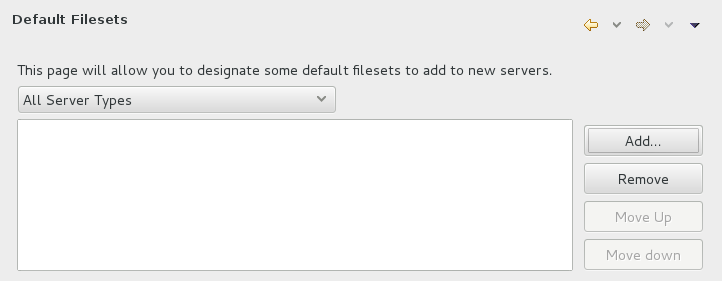 Default Filesets
This page will allow you to designate some default filesets to add to new servers.
All Server Types
Add...
Remove
Move Up
Move down